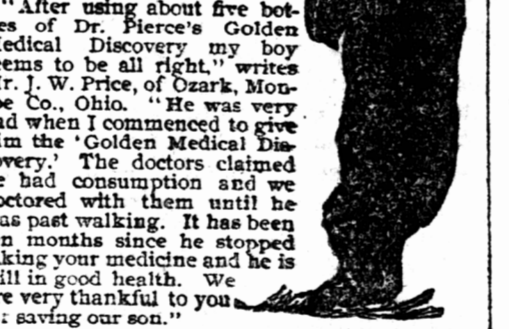 "After using about five bot-
es of Dr. Pierce's Golden
edical Discovery my boy
eems to be all right," writes
r. J. W. Price, of Ozark, Mon-
oe Co., Ohio. "He was very
ad when I commenced to give
im the 'Golden Medical Dis-
overy.' The doctors claimed
e had consumption and we
octored with them until he
as past walking. It has been
n months since he stopped
king your medicine and he is
ill in good health. We
re very thankful to you
r saving our son."